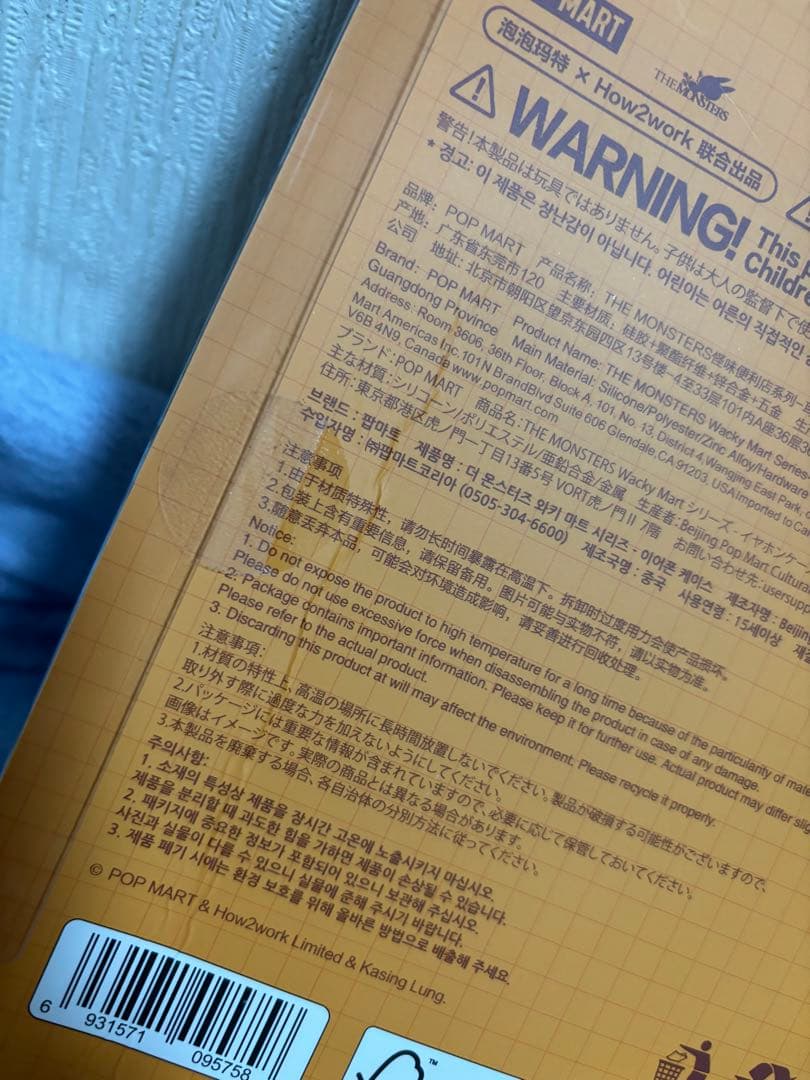 MART
泡泡玛特 × How2work 联合出品
THE MONSTERS
WARNING!
This
Childr
警告!本製品は玩具ではありません。子供は大人の監督下で
* 경고: 이 제품은 장난감이 아닙니다. 어린이는 어른의 직접적인
品牌: POP MART 产品名称: THE MONSTERS怪味便利店系列
产地: 广东省东莞市120 主要材质: 硅胶+聚酯纤维+锌合金+五金
公司 地址: 北京市朝阳区望京东园四区13号楼-4至33层101内A座36层
Brand: POP MART Product Name: THE MONSTERS Wacky Mart Series
Guangdong Province Main Material: Silicone/Polyester/Zinc Alloy/Hardware
Address: Room 3606, 36th Floor, Block A, 101, No. 13, District 4, Wangjing East Park,
Mart Americas Inc. 101 N BrandBlvd Suite 606 Glendale, CA 91203, USA Imported to
V6B 4N9, Canada www.popmart.com
ブランド: POP MART 商品名: THE MONSTERS Wacky Mart シリーズ - イヤホンケー
主な材質: シリコーン/ポリエステル/亜鉛合金/金属 生産者: Beijing Pop Mart Cultura
住所: 東京都港区虎ノ門一丁目13番5号 VORT虎ノ門II 7階 お問い合わせ先: usersupp
브랜드 : 팝마트 제품명 : 더 몬스터즈 와키 마트 시리즈 - 이어폰 케이스 제조자명 : Beijing
수입자명 : ㈜팝마트코리아 (0505-304-6600) 제조국명 : 중국 사용연령 : 15세이상
注意事项
1.由于材质特殊性，请勿长时间暴露在高温下。拆卸时过度用力会使产品损坏。
2.包装上含有重要信息，请保留备用。图片可能与实物不符，请以实物为准。
3.随意丢弃本品，可能会对环境造成影响，请妥善进行回收处理。
Notice:
1. Do not expose the product to high temperature for a long time because of the particularity of mate
Please do not use excessive force when disassembling the product in case of any damage.
2. Package contains important information. Please keep it for further use. Actual product may differ slig
Please refer to the actual product.
3. Discarding this product at will may affect the environment. Please recycle it properly.
注意事項:
1.材質の特性上、高温の場所に長時間放置しないでください。製品が破損する可能性がございますので、
取り外す際に過度な力を加えないようにしてください。
2.パッケージには重要な情報が含まれていますので、必要に応じて保管しておいてください。
画像はイメージです。実際の商品とは異なる場合があります。
3.本製品を廃棄する場合、各自治体の分別方法に従ってください。
주의사항:
1. 소재의 특성상 제품을 장시간 고온에 노출시키지 마십시오.
제품을 분리할 때 과도한 힘을 가하면 제품이 손상될 수 있습니다.
2. 패키지에 중요한 정보가 포함되어 있으니 보관해 주십시오.
사진과 실물이 다를 수 있으니 실물에 준해 주시기 바랍니다.
3. 제품 폐기 시에는 환경 보호를 위해 올바른 방법으로 배출해 주세요.
© POP MART & How2work Limited & Kasing Lung.
6 931571 095758
™